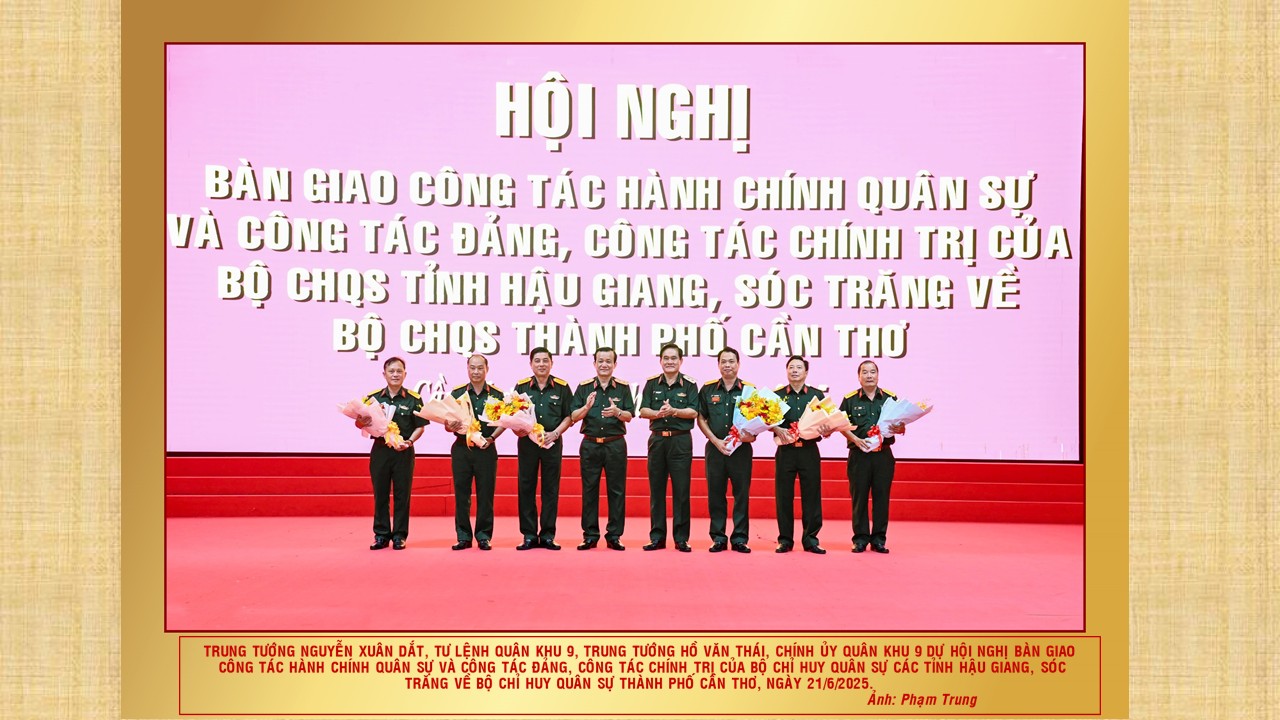 HỘI NGHỊ
BÀN GIAO CÔNG TÁC HÀNH CHÍNH QUÂN SỰ
VÀ CÔNG TÁC ĐẢNG, CÔNG TÁC CHÍNH TRỊ CỦA
BỘ CHQS TỈNH HẬU GIANG, SÓC TRĂNG VỀ
BỘ CHQS THÀNH PHỐ CẦN THƠ
TRUNG TƯỚNG NGUYỄN XUÂN DẮT, TƯ LỆNH QUÂN KHU 9, TRUNG TƯỚNG HỒ VĂN THÁI, CHÍNH ỦY QUÂN KHU 9 DỰ HỘI NGHỊ BÀN GIAO
CÔNG TÁC HÀNH CHÍNH QUÂN SỰ VÀ CÔNG TÁC ĐẢNG, CÔNG TÁC CHÍNH TRỊ CỦA BỘ CHỈ HUY QUÂN SỰ CÁC TỈNH HẬU GIANG, SÓC
TRĂNG VỀ BỘ CHỈ HUY QUÂN SỰ THÀNH PHỐ CẦN THƠ, NGÀY 21/6/2025.
Ảnh: Phạm Trung